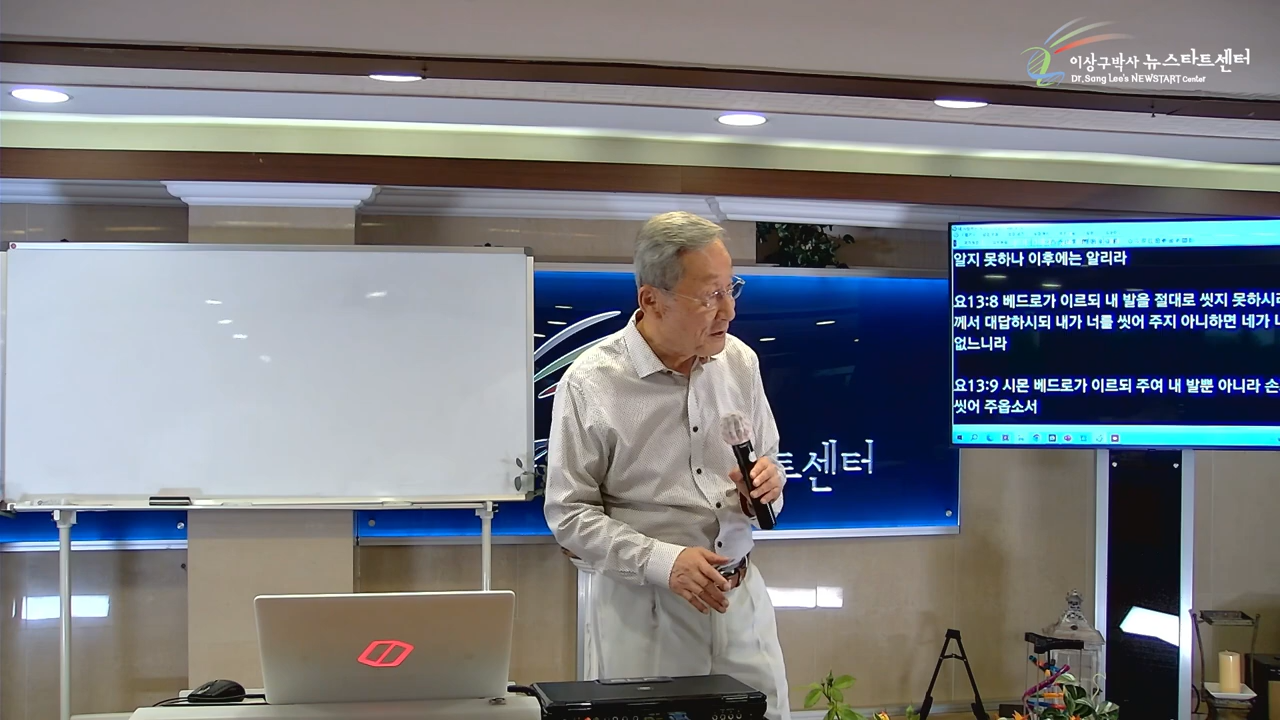 이상구박사 뉴스타트센터
Dr. Sang Lee's NEWSTART Center
알지 못하나 이후에는 알리라
요13:8 베드로가 이르되 내 발을 절대로 씻지 못하시리
께서 대답하시되 내가 너를 씻어 주지 아니하면 네가 나
없느니라
요13:9 시몬 베드로가 이르되 주여 내 발뿐 아니라 손
씻어 주옵소서
트센터